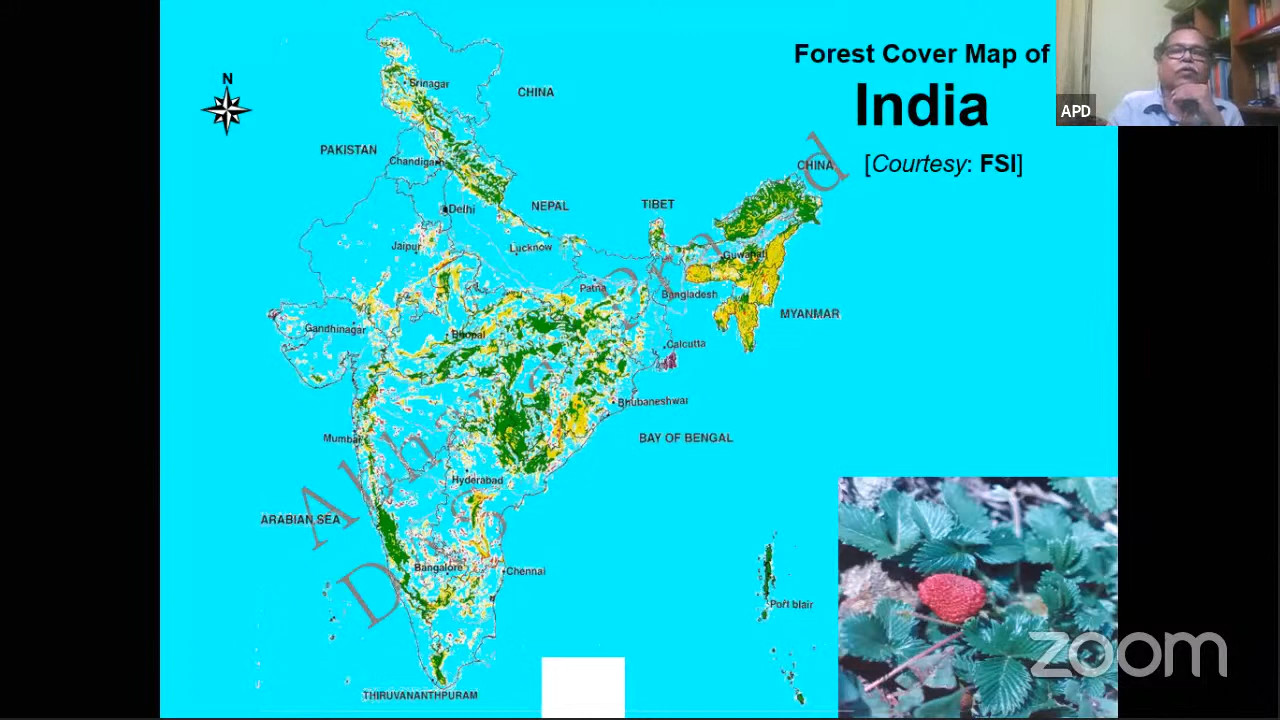 Forest Cover Map of
India
[Courtesy: FSI]
APD
N
Srinagar
CHINA
PAKISTAN
Chandigarh
CHINA
Delhi
NEPAL
TIBET
Jaipur
Lucknow
Guwahati
Patna
Bangladesh
MYANMAR
Gandhinagar
Bhopal
Calcutta
Bhubaneshwar
Mumbai
BAY OF BENGAL
Hyderabad
ARABIAN SEA
Bangalore
Chennai
Port blair
THIRUVANANTHPURAM
zoom